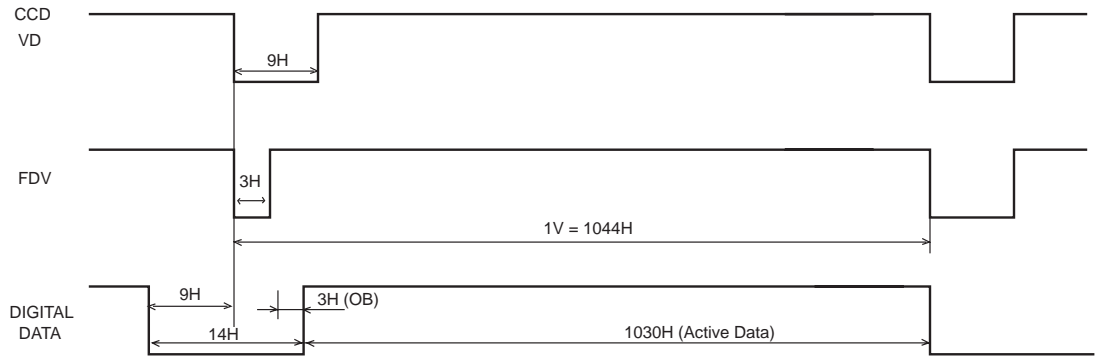 CCD
VD
9H
FDV
3H
1V = 1044H
9H
3H (OB)
DIGITAL
DATA
14H
1030H (Active Data)